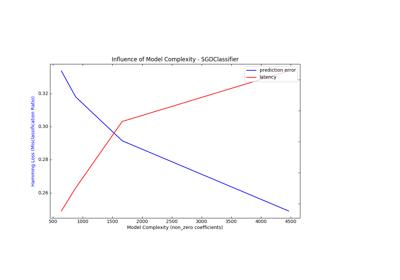 Influence of Model Complexity - SGDClassifier
prediction error
latency
Hamming Loss (Misclassification Ratio)
0.32
0.30
0.28
0.26
500 1000 1500 2000 2500 3000 3500 4000 4500
Model Complexity (non_zero coefficients)